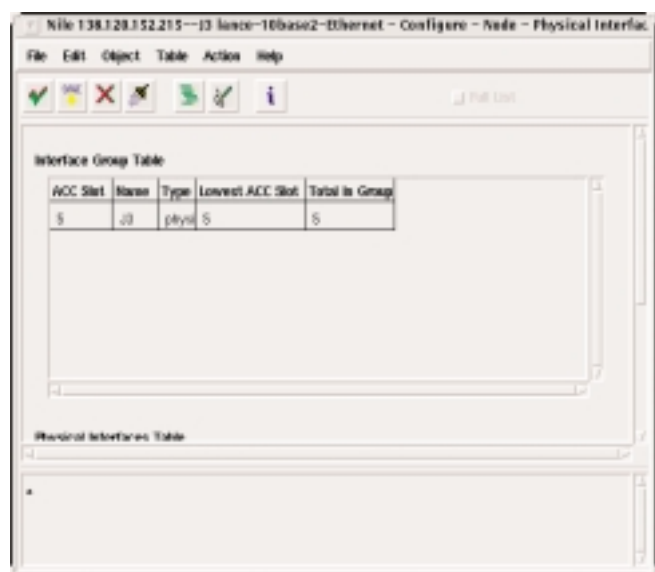 Nile 138.120.152.215--J3 lance-10base2-Ethernet - Configure - Node - Physical Interfac
File Edit Object Table Action Help
Full List
Interface Group Table
ACC Slot Name Type Lowest ACC Slot Total in Group
5 J3 physi 5 5
Physical Interfaces Table